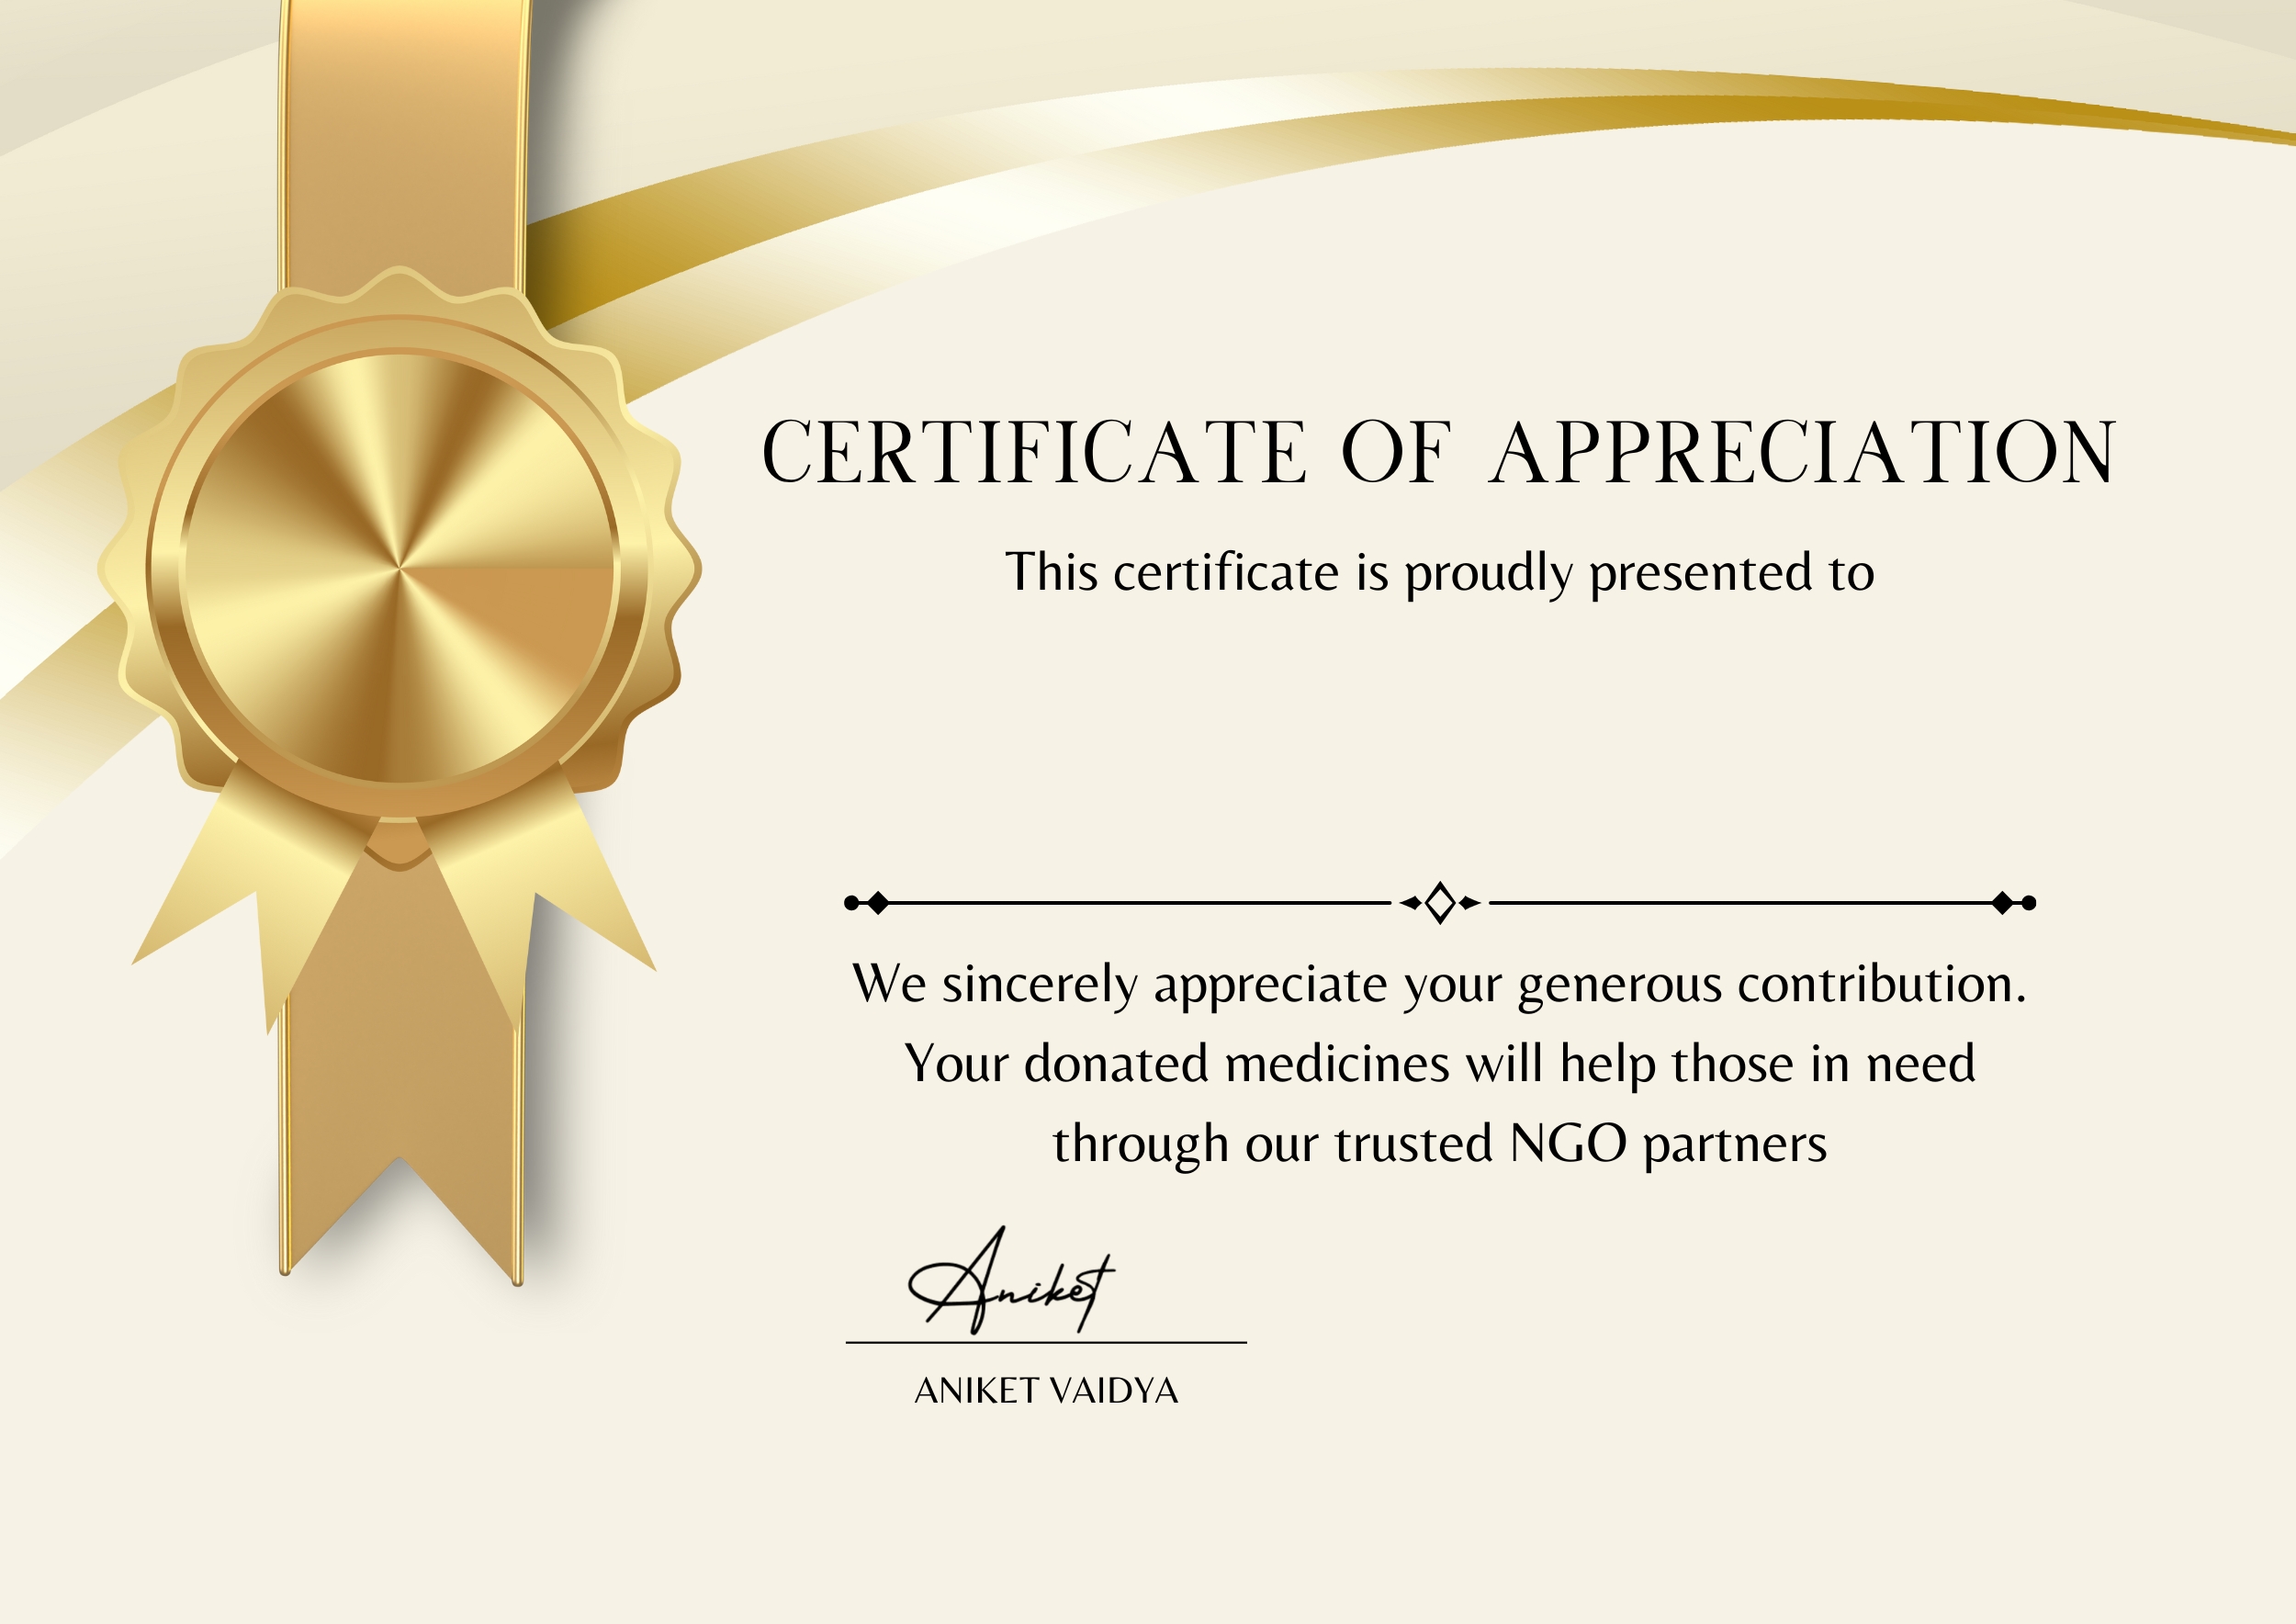 CERTIFICATE OF APPRECIATION
This certificate is proudly presented to
We sincerely appreciate your generous contribution.
Your donated medicines will help those in need
through our trusted NGO partners
Aniket
ANIKET VAIDYA